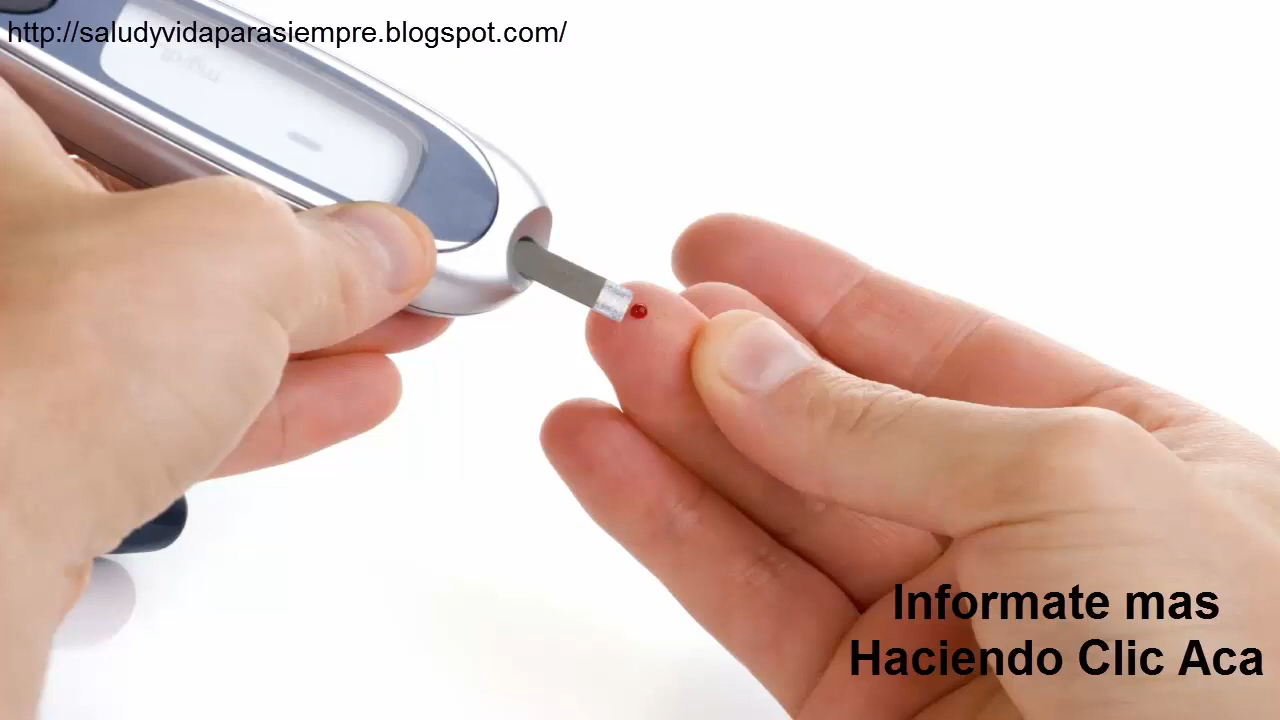 http://saludyvidaparasiempre.blogspot.com/
Informate mas
Haciendo Clic Aca